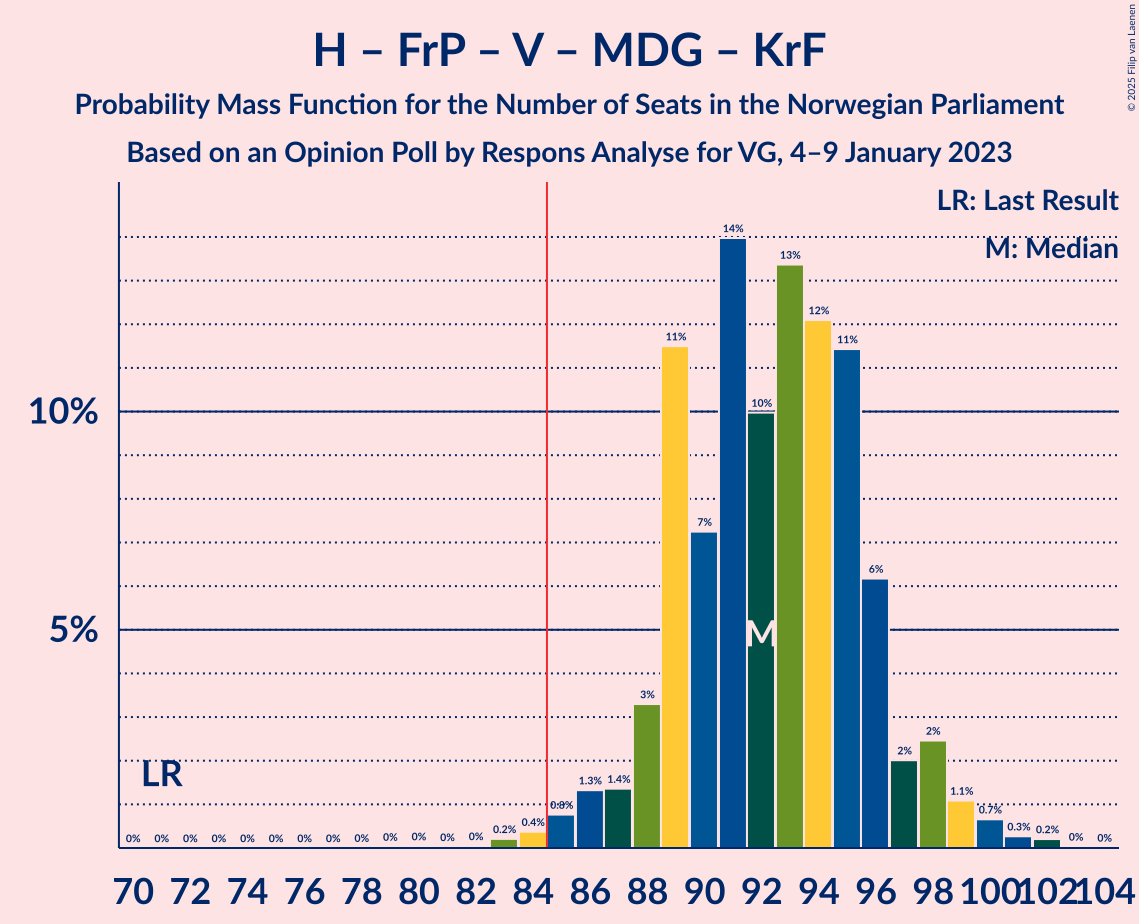 H – FrP – V – MDG – KrF
Probability Mass Function for the Number of Seats in the Norwegian Parliament
Based on an Opinion Poll by Respons Analyse for VG, 4–9 January 2023
© 2025 Filip van Laenen
LR: Last Result
M: Median
10%
5%
LR
M
0% 0% 0% 0% 0% 0% 0% 0% 0% 0% 0% 0% 0% 0.2% 0.4% 0.8% 1.3% 1.4% 3% 11% 7% 14% 10% 13% 12% 11% 6% 2% 2% 1.1% 0.7% 0.3% 0.2% 0% 0%
70 72 74 76 78 80 82 84 86 88 90 92 94 96 98 100 102 104